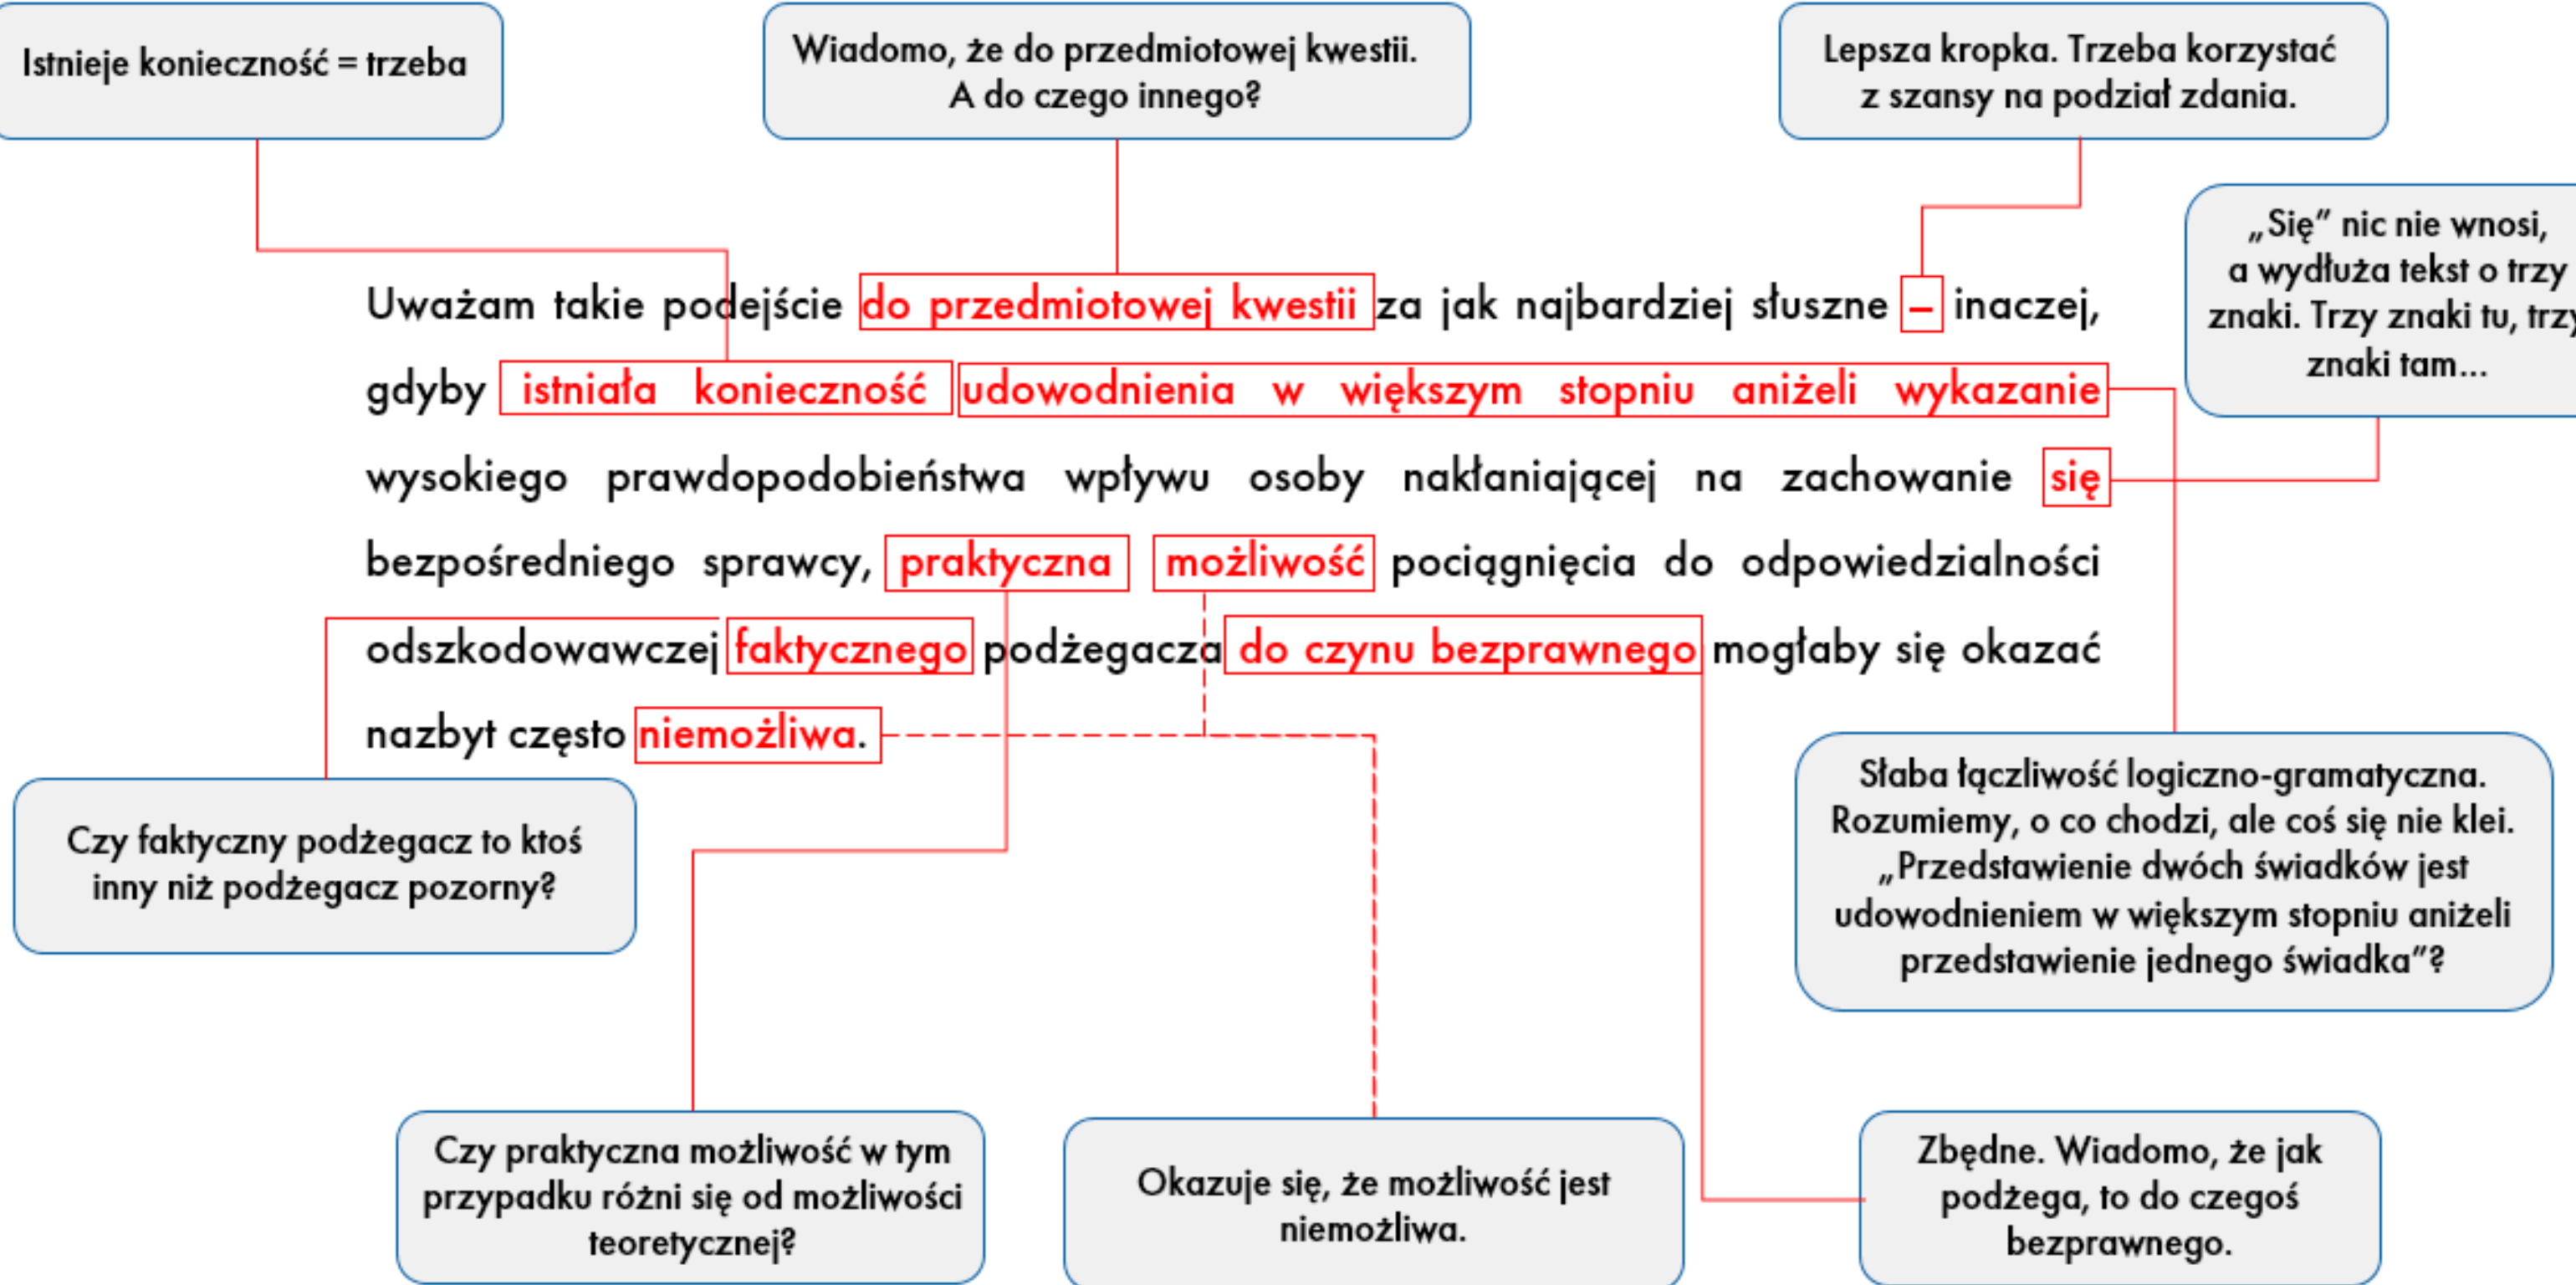 Istnieje konieczność = trzeba
Wiadomo, że do przedmiotowej kwestii.
A do czego innego?
Lepsza kropka. Trzeba korzystać
z szansy na podział zdania.
„Się” nic nie wnosi,
a wydłuża tekst o trzy
znaki. Trzy znaki tu, trzy
znaki tam...
Uważam takie podejście do przedmiotowej kwestii za jak najbardziej słuszne – inaczej,
gdyby istniała konieczność udowodnienia w większym stopniu aniżeli wykazanie
wysokiego prawdopodobieństwa wpływu osoby nakłaniającej na zachowanie się
bezpośredniego sprawcy, praktyczna możliwość pociągnięcia do odpowiedzialności
odszkodowawczej faktycznego podżegacza do czynu bezprawnego mogłaby się okazać
nazbyt często niemożliwa.
Czy faktyczny podżegacz to ktoś
inny niż podżegacz pozorny?
Słaba łączliwość logiczno-gramatyczna.
Rozumiemy, o co chodzi, ale coś się nie klei.
„Przedstawienie dwóch świadków jest
udowodnieniem w większym stopniu aniżeli
przedstawienie jednego świadka”?
Czy praktyczna możliwość w tym
przypadku różni się od możliwości
teoretycznej?
Okazuje się, że możliwość jest
niemożliwa.
Zbędne. Wiadomo, że jak
podżega, to do czegoś
bezprawnego.